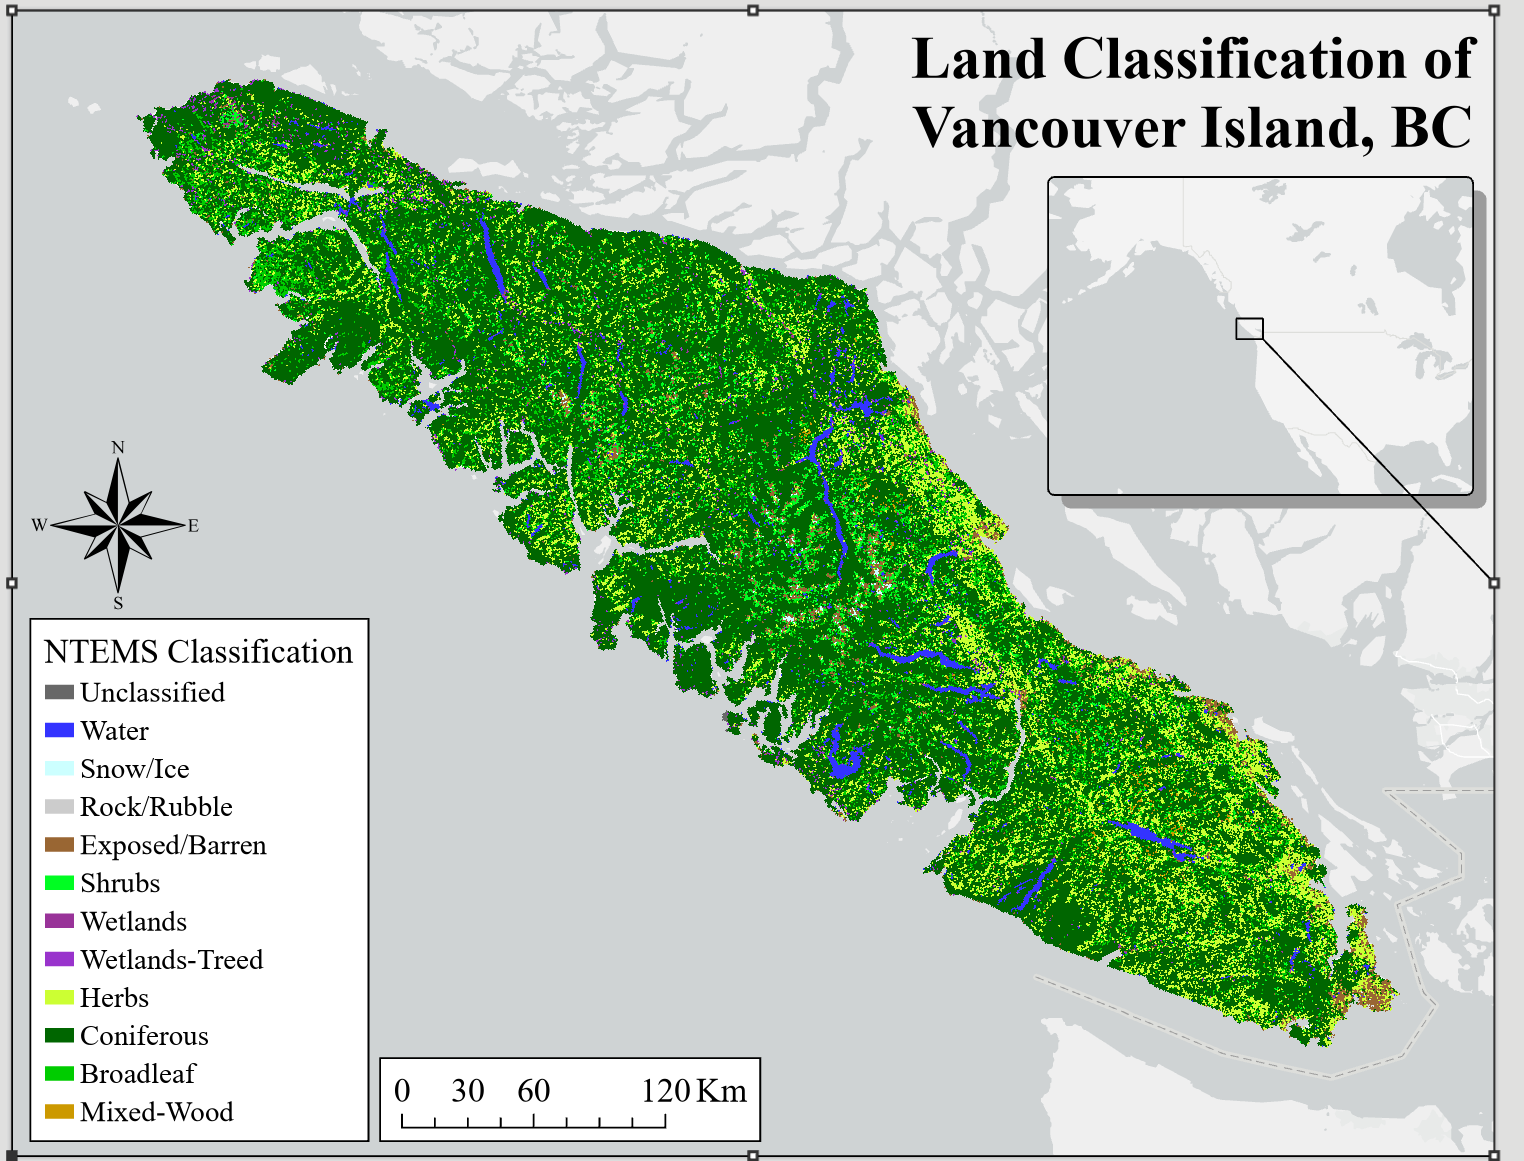 Land Classification of
Vancouver Island, BC
N
W
E
S
NTEMS Classification
Unclassified
Water
Snow/Ice
Rock/Rubble
Exposed/Barren
Shrubs
Wetlands
Wetlands-Treed
Herbs
Coniferous
Broadleaf
Mixed-Wood
0 30 60 120 Km